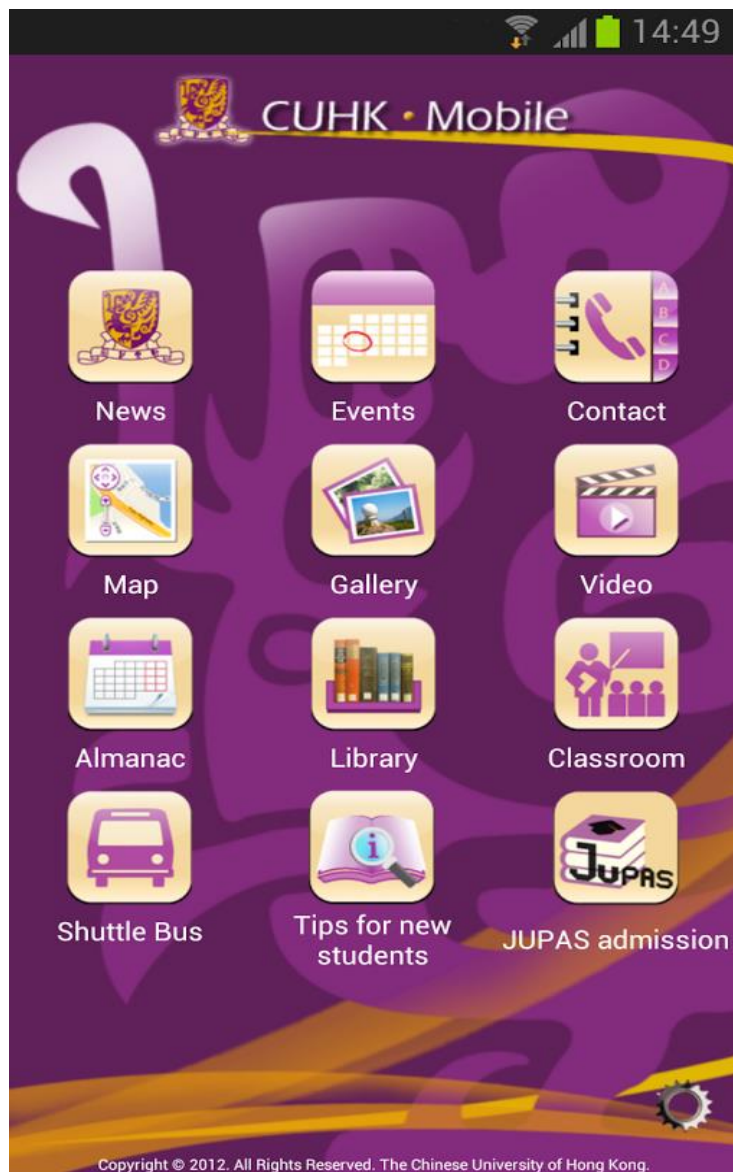 14:49
CUHK · Mobile
A
B
C
D
News
Events
Contact
Map
Gallery
Video
Almanac
Library
Classroom
i
JUPAS
Shuttle Bus
Tips for new
students
JUPAS admission
Copyright © 2012. All Rights Reserved. The Chinese University of Hong Kong.